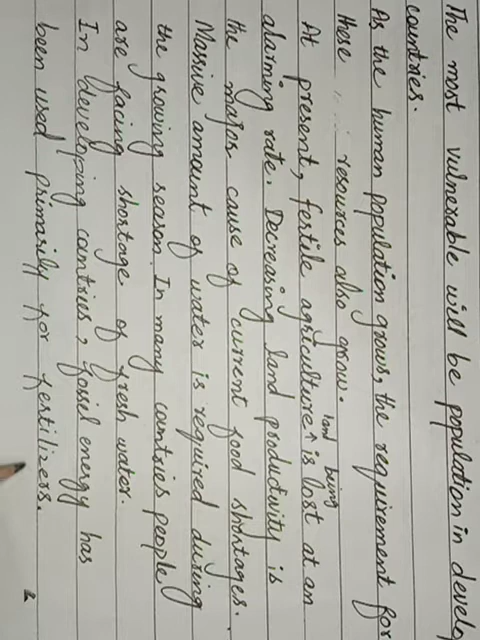 The most vulnerable will be population in develop
countries.
As the human population grows, the requirement for
these resources also grow.
At present, fertile agriculture↑ is lost at an
land being
alarming rate. Decreasing land productivity is
the major cause of current food shortages.
Massive amount of water is required during
the growing season. In many countries people
are facing shortage of fresh water.
In developing cuntries, fossil energy has
been used primarily for fertilizers.